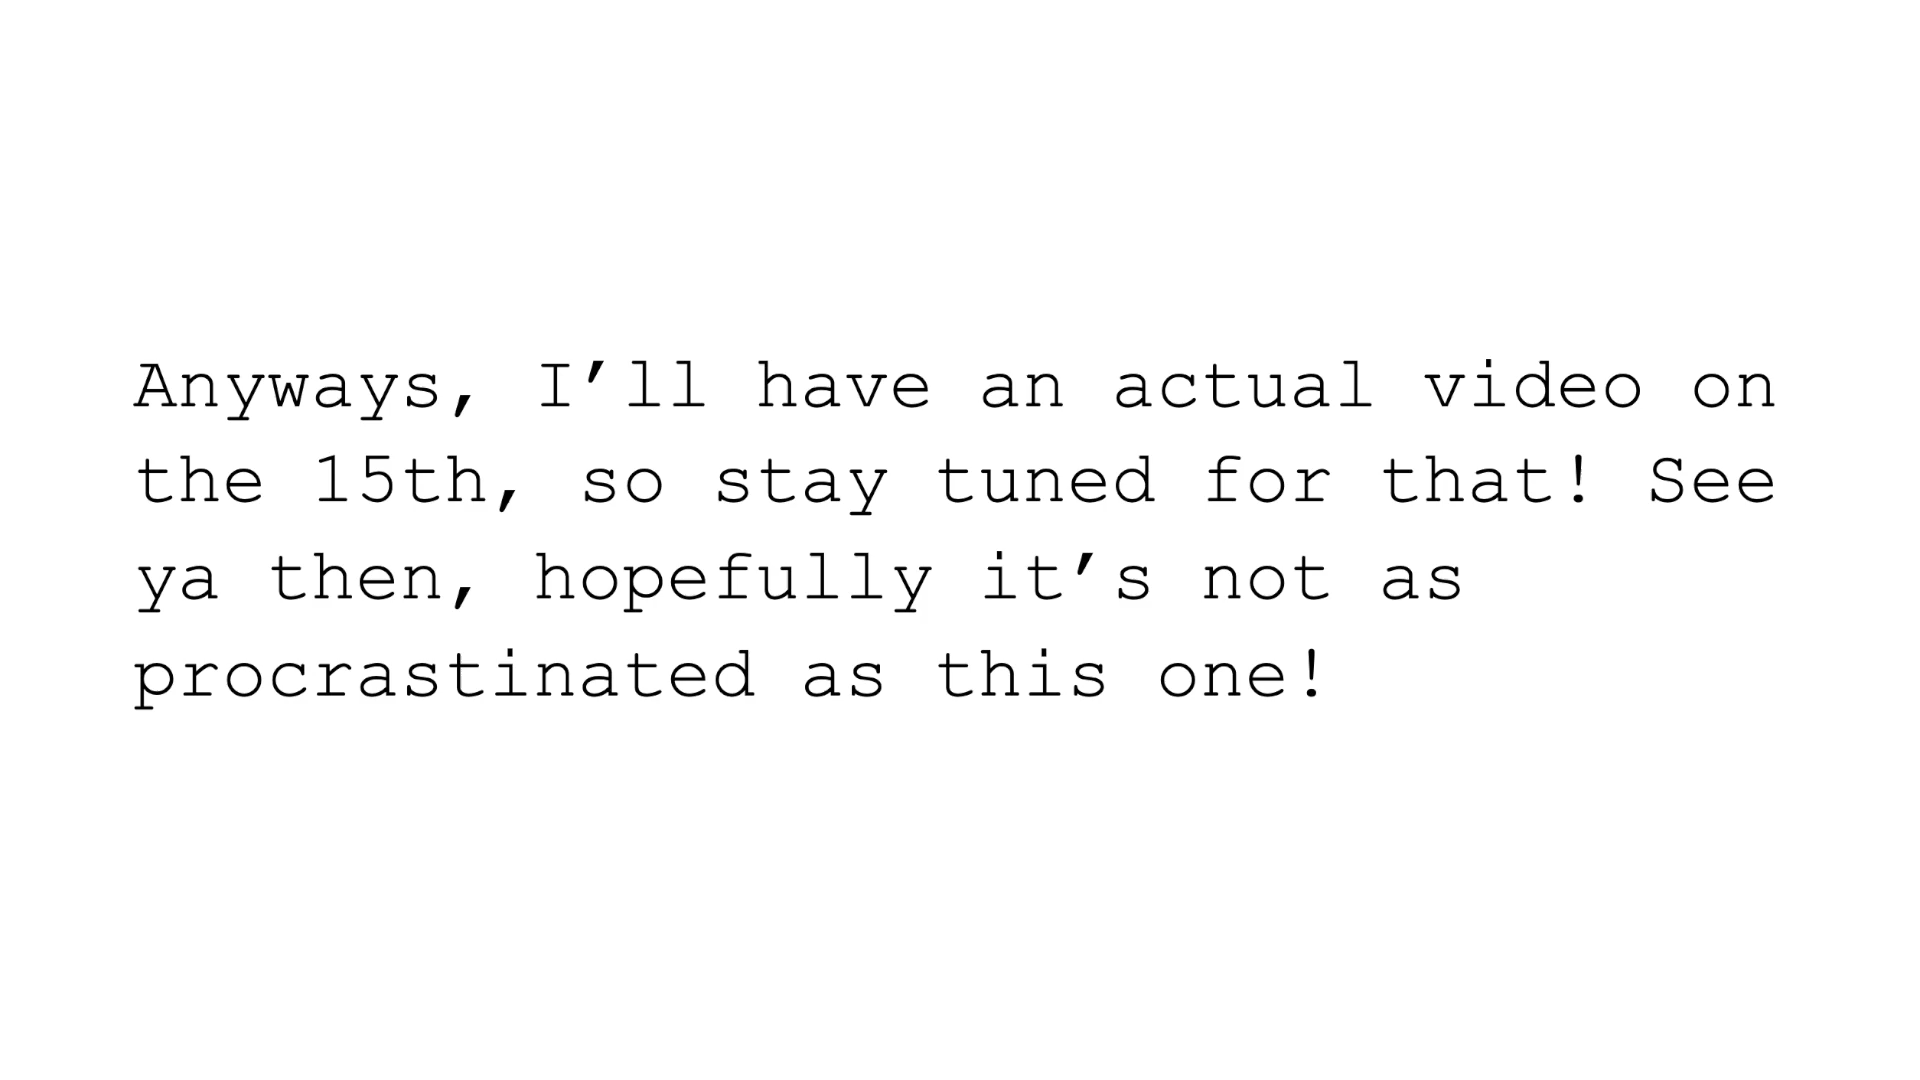 Anyways, I’ll have an actual video on
the 15th, so stay tuned for that! See
ya then, hopefully it’s not as
procrastinated as this one!